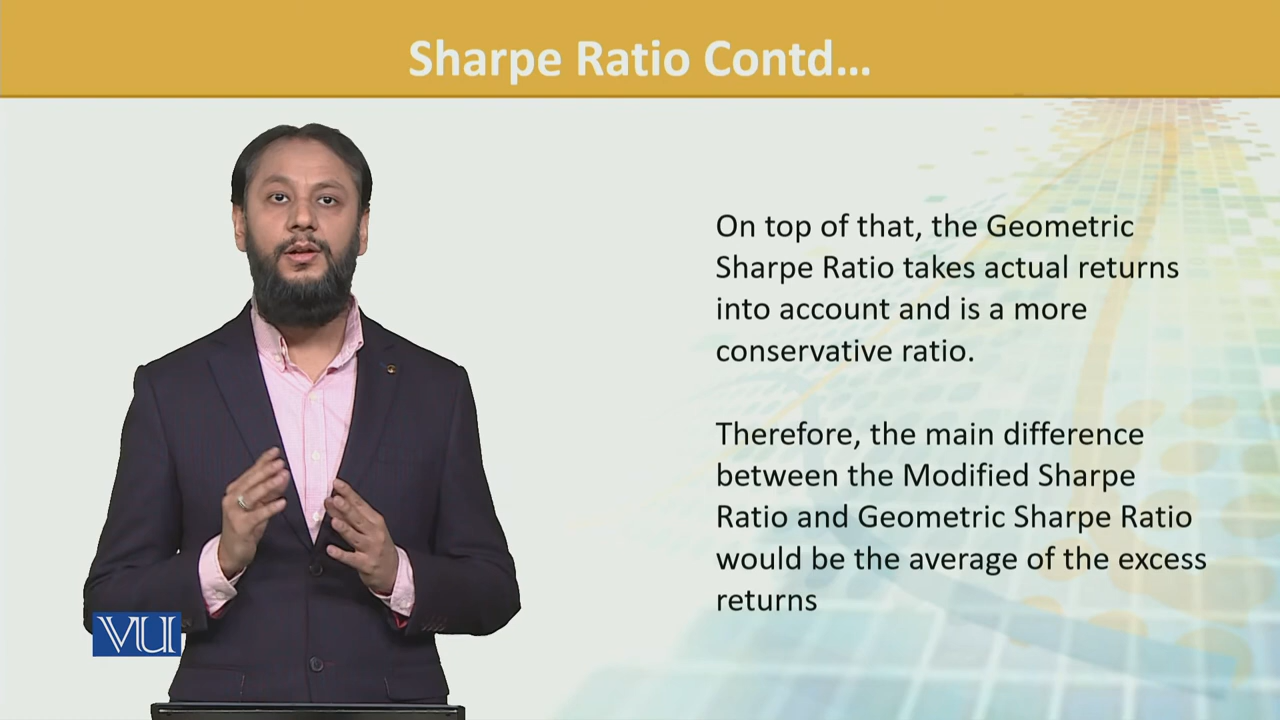 Sharpe Ratio Contd...
On top of that, the Geometric
Sharpe Ratio takes actual returns
into account and is a more
conservative ratio.
Therefore, the main difference
between the Modified Sharpe
Ratio and Geometric Sharpe Ratio
would be the average of the excess
returns
VU